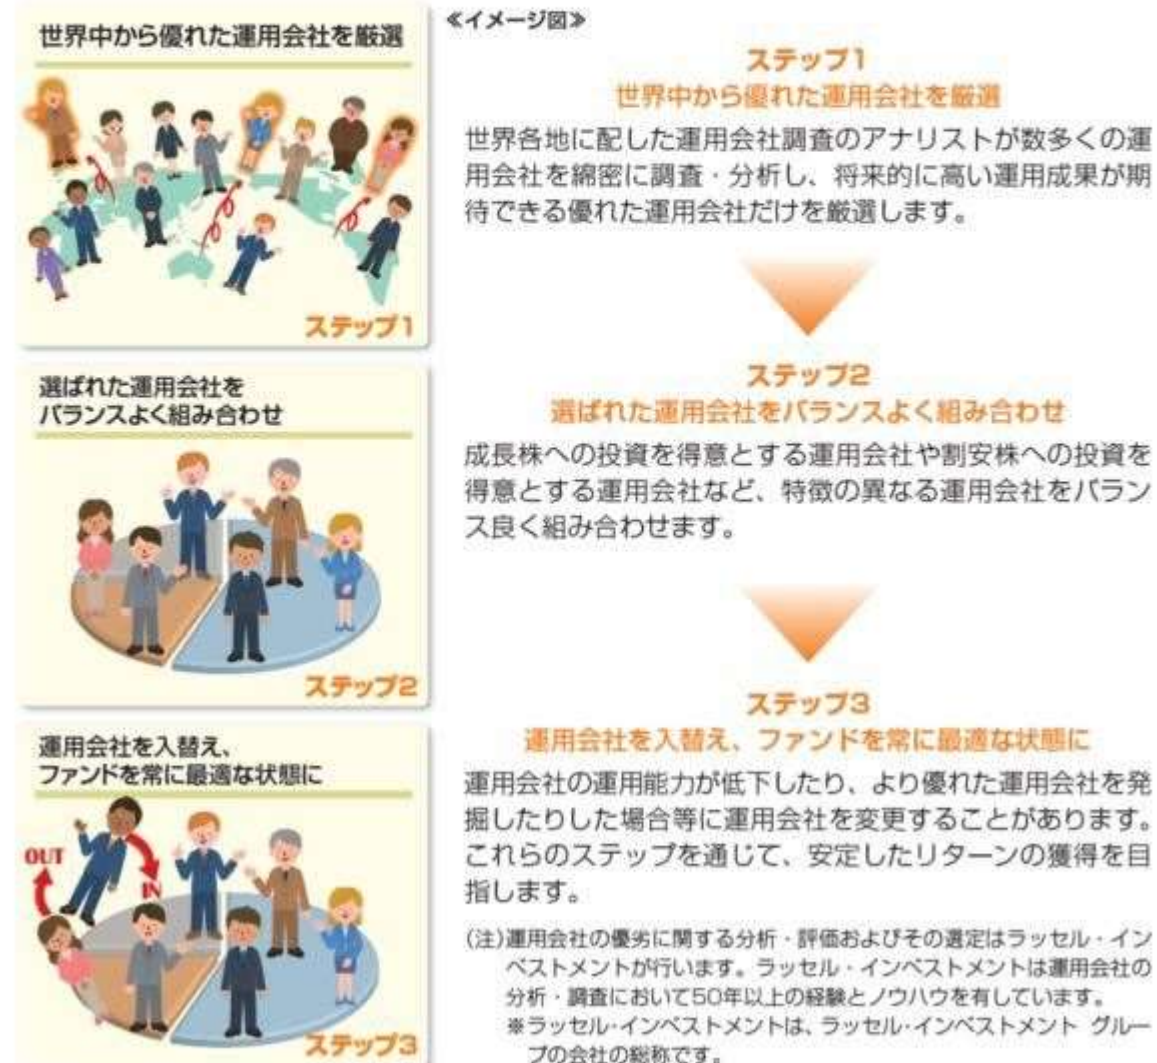 世界中から優れた運用会社を厳選
ステップ1
選ばれた運用会社を
バランスよく組み合わせ
ステップ2
運用会社を入替え、
ファンドを常に最適な状態に
OUT
IN
ステップ3
≪イメージ図≫
ステップ1
世界中から優れた運用会社を厳選
世界各地に配した運用会社調査のアナリストが数多くの運
用会社を綿密に調査・分析し、将来的に高い運用成果が期
待できる優れた運用会社だけを厳選します。
ステップ2
選ばれた運用会社をバランスよく組み合わせ
成長株への投資を得意とする運用会社や割安株への投資を
得意とする運用会社など、特徴の異なる運用会社をバラン
ス良く組み合わせます。
ステップ3
運用会社を入替え、ファンドを常に最適な状態に
運用会社の運用能力が低下したり、より優れた運用会社を発
掘したりした場合等に運用会社を変更することがあります。
これらのステップを通じて、安定したリターンの獲得を目
指します。
(注)運用会社の優劣に関する分析・評価およびその選定はラッセル・イン
ベストメントが行います。ラッセル・インベストメントは運用会社の
分析・調査において50年以上の経験とノウハウを有しています。
※ラッセル・インベストメントは、ラッセル・インベストメント グルー
プの会社の総称です。